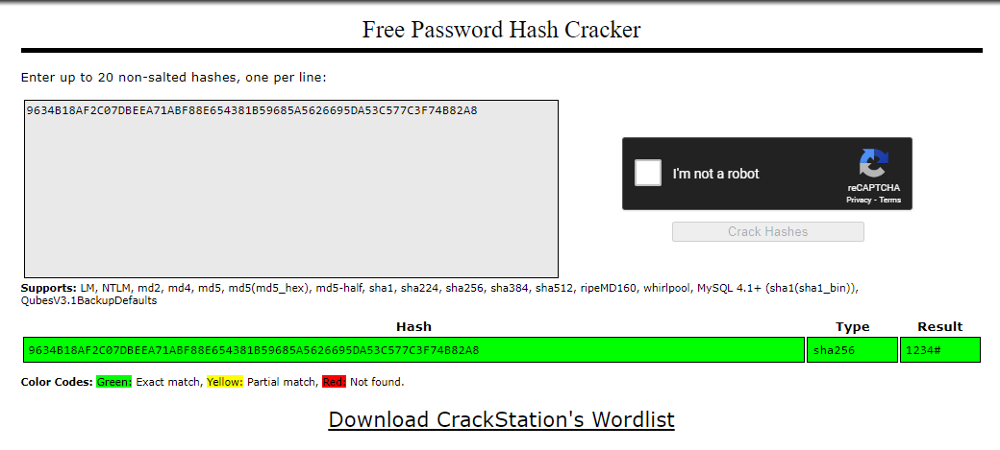 Free Password Hash Cracker
Enter up to 20 non-salted hashes, one per line:
9634B18AF2C07DBEEA71ABF88E654381B59685A5626695DA53C577C3F74B82A8
I'm not a robot
reCAPTCHA
Privacy - Terms
Crack Hashes
Supports: LM, NTLM, md2, md4, md5, md5(md5_hex), md5-half, sha1, sha224, sha256, sha384, sha512, ripeMD160, whirlpool, MySQL 4.1+ (sha1(sha1_bin)),
QubesV3.1BackupDefaults
Hash Type Result
9634B18AF2C07DBEEA71ABF88E654381B59685A5626695DA53C577C3F74B82A8 sha256 1234#
Color Codes: Green: Exact match, Yellow: Partial match, Red: Not found.
Download CrackStation's Wordlist